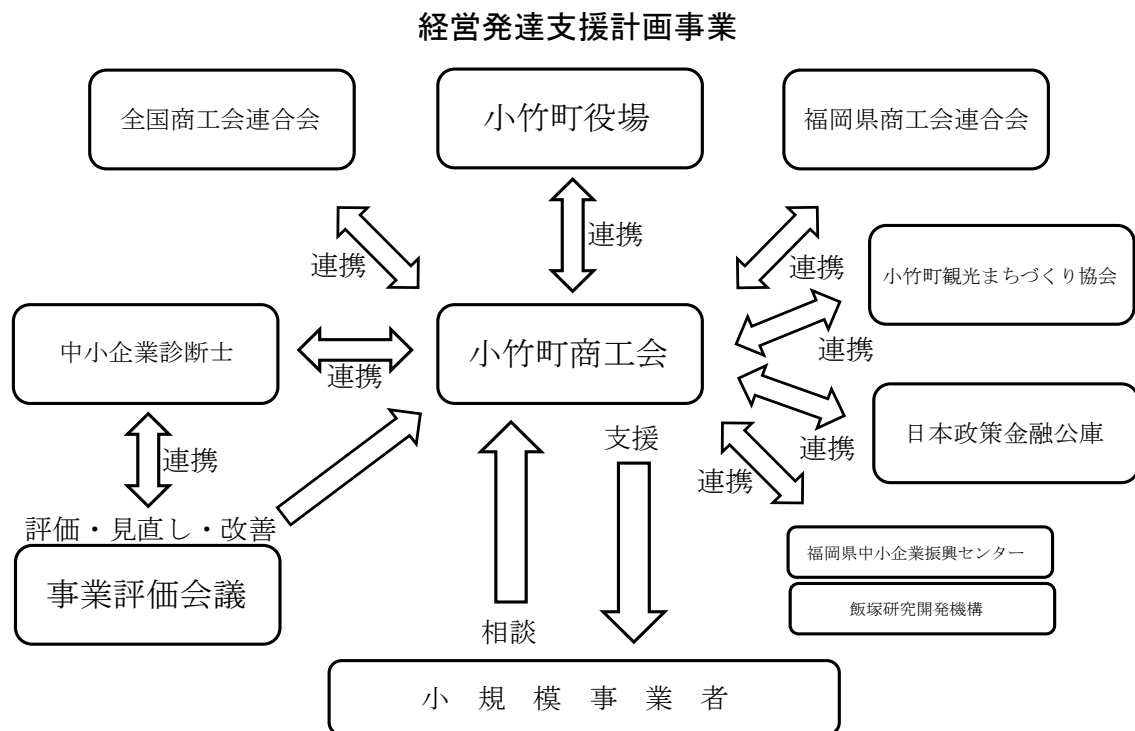 経営発達支援計画事業
全国商工会連合会
小竹町役場
福岡県商工会連合会
連携
連携
連携
小竹町観光まちづくり協会
中小企業診断士
連携
小竹町商工会
連携
日本政策金融公庫
連携
連携
支援
連携
評価・見直し・改善
事業評価会議
福岡県中小企業振興センター
飯塚研究開発機構
相談
小規模事業者